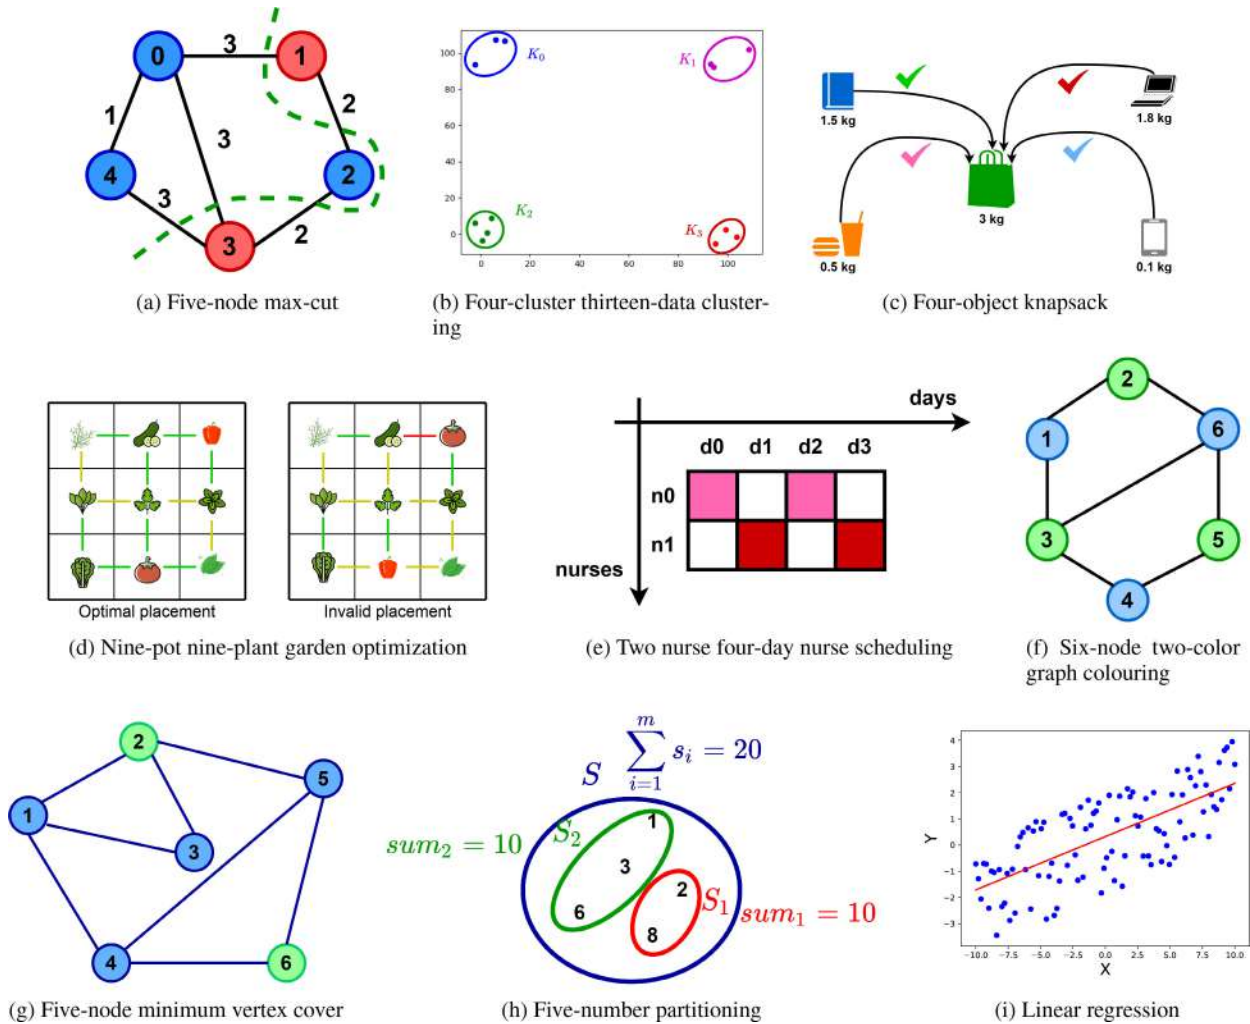 0
3
1
1
3
2
4
2
3
2
3
(a) Five-node max-cut
100
80
60
40
20
0
0
20
40
60
80
100
K₀
K₁
K₂
K₃
(b) Four-cluster thirteen-data cluster-
ing
1.5 kg
1.8 kg
3 kg
0.5 kg
0.1 kg
(c) Four-object knapsack
Optimal placement
Invalid placement
(d) Nine-pot nine-plant garden optimization
days
d0 d1 d2 d3
n0
n1
nurses
(e) Two nurse four-day nurse scheduling
2
6
1
3
5
4
(f) Six-node two-color
graph colouring
2
5
1
3
4
6
(g) Five-node minimum vertex cover
S ∑ᵢ₌₁ᵐ sᵢ = 20
S₂
1
sum₂ = 10
3
2
S₁
sum₁ = 10
6
8
(h) Five-number partitioning
4
3
2
1
0
−1
−2
−3
Y
−10.0 −7.5 −5.0 −2.5 0.0 2.5 5.0 7.5 10.0
X
(i) Linear regression